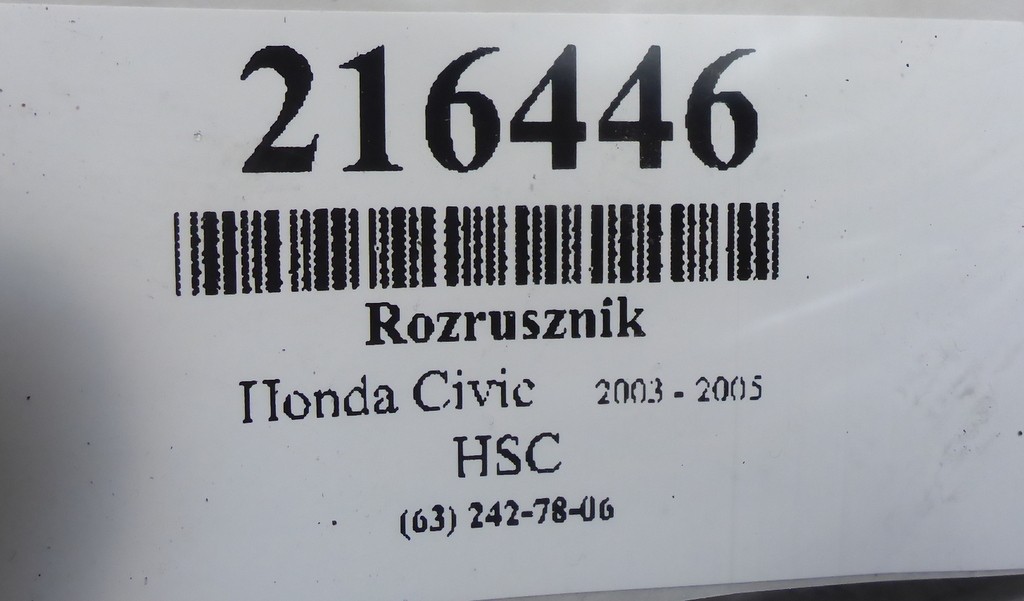 216446
Rozrusznik
Honda Civic 2003 - 2005
HSC
(63) 242-78-06